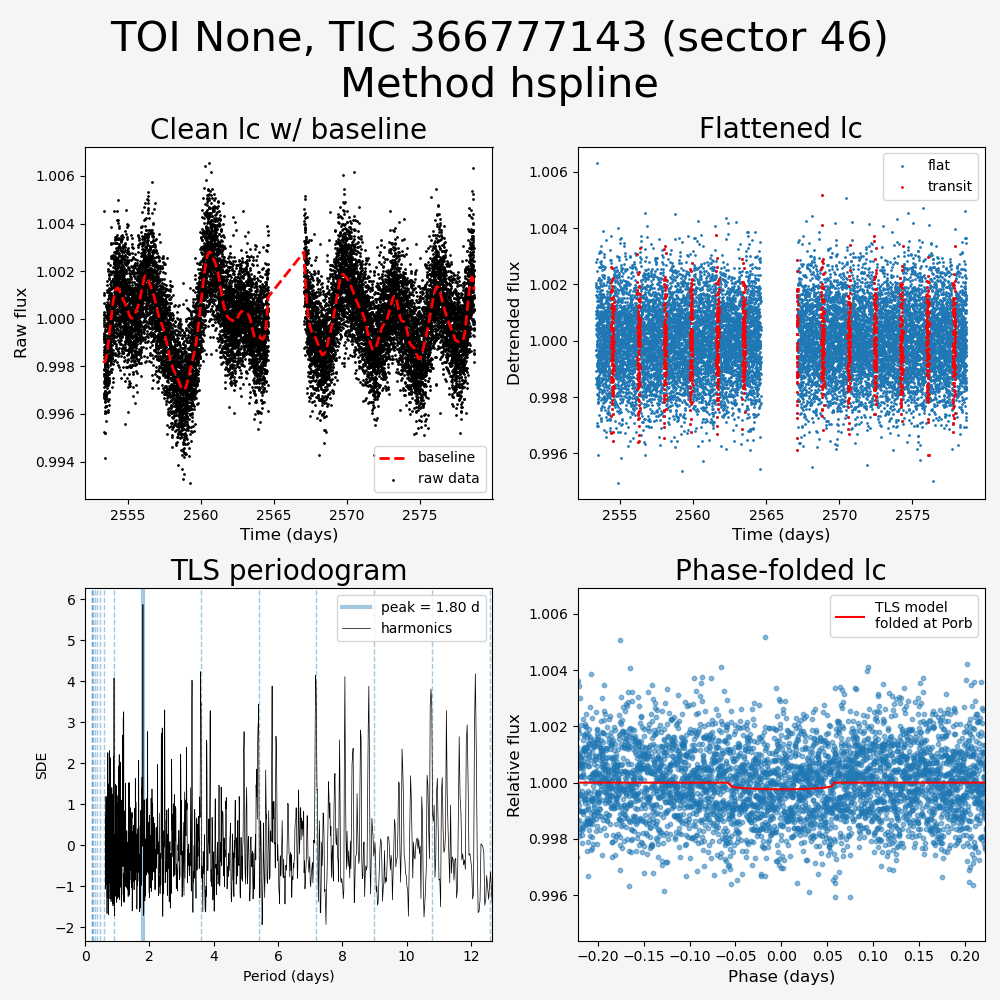 TOI None, TIC 366777143 (sector 46)
Method hspline
Clean lc w/ baseline
Raw flux
1.006
1.004
1.002
1.000
0.998
0.996
0.994
baseline
raw data
2555
2560
2565
2570
2575
Time (days)
Flattened lc
Detrended flux
1.006
1.004
1.002
1.000
0.998
0.996
flat
transit
2555
2560
2565
2570
2575
Time (days)
TLS periodogram
SDE
6
5
4
3
2
1
0
−1
−2
peak = 1.80 d
harmonics
0
2
4
6
8
10
12
Period (days)
Phase-folded lc
Relative flux
1.006
1.004
1.002
1.000
0.998
0.996
TLS model
folded at Porb
−0.20
−0.15
−0.10
−0.05
0.00
0.05
0.10
0.15
0.20
Phase (days)